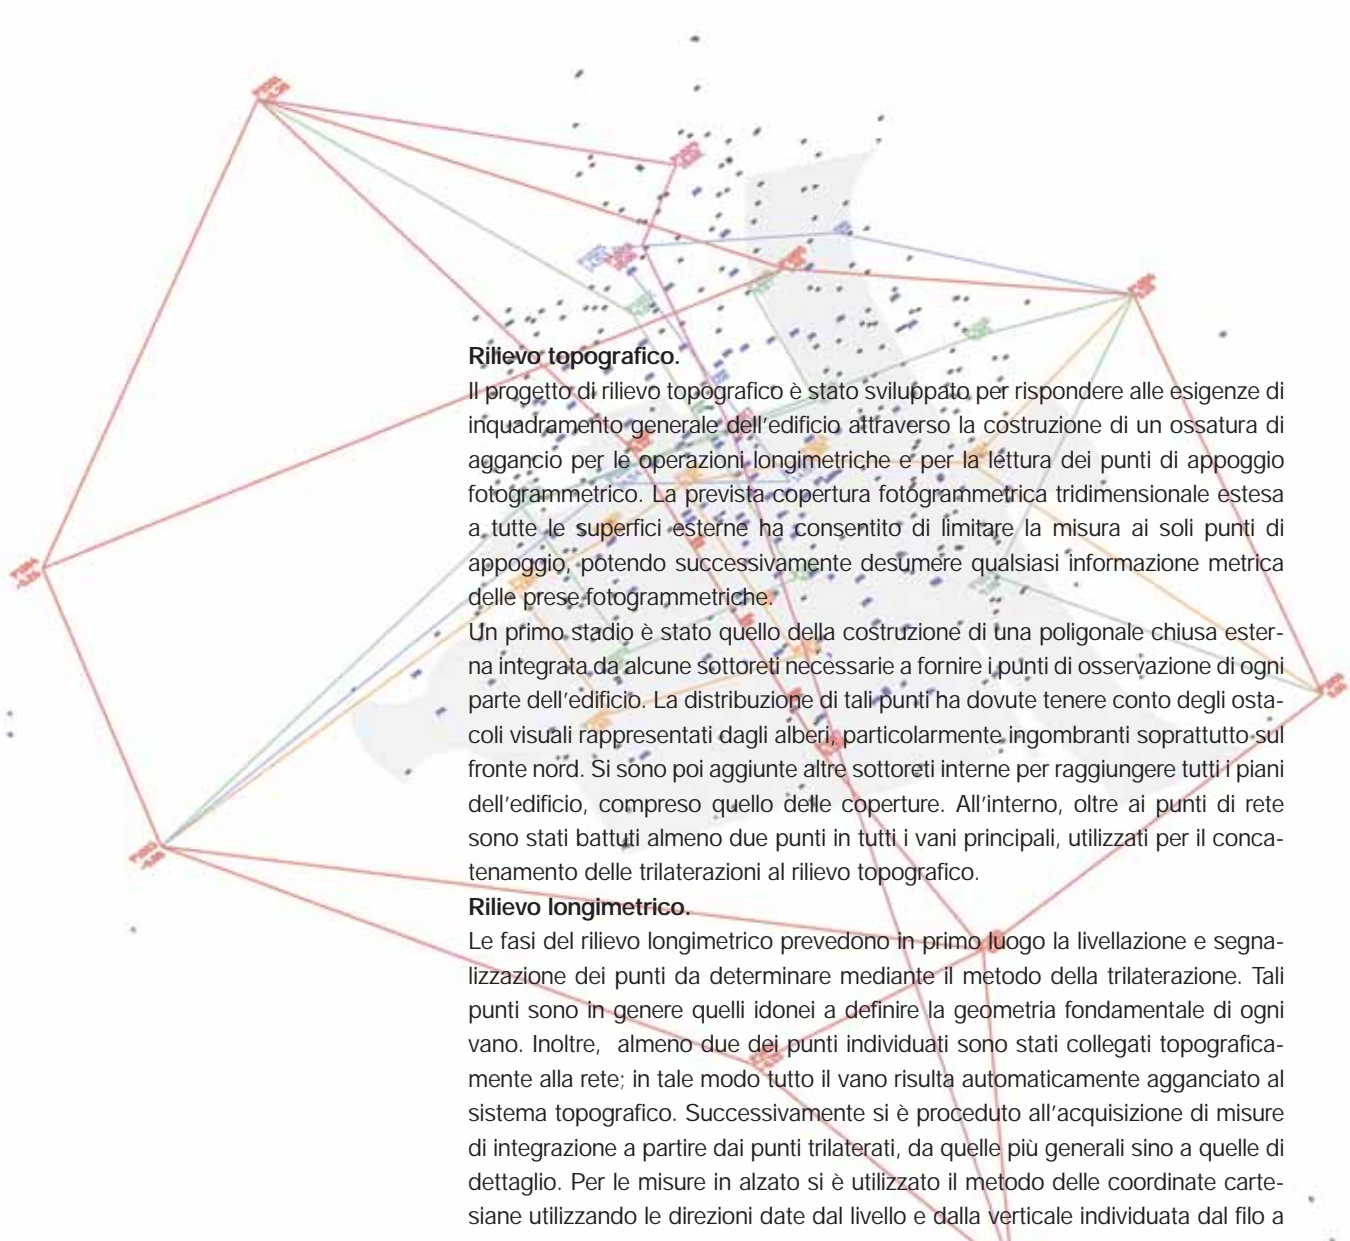 Rilievo topografico.
Il progetto di rilievo topografico è stato sviluppato per rispondere alle esigenze di
inquadramento generale dell'edificio attraverso la costruzione di un ossatura di
aggancio per le operazioni longimetriche e per la lettura dei punti di appoggio
fotogrammetrico. La prevista copertura fotogrammetrica tridimensionale estesa
a tutte le superfici esterne ha consentito di limitare la misura ai soli punti di
appoggio, potendo successivamente desumere qualsiasi informazione metrica
delle prese fotogrammetriche.
Un primo stadio è stato quello della costruzione di una poligonale chiusa ester-
na integrata da alcune sottoreti necessarie a fornire i punti di osservazione di ogni
parte dell'edificio. La distribuzione di tali punti ha dovute tenere conto degli osta-
coli visuali rappresentati dagli alberi, particolarmente ingombranti soprattutto sul
fronte nord. Si sono poi aggiunte altre sottoreti interne per raggiungere tutti i piani
dell'edificio, compreso quello delle coperture. All'interno, oltre ai punti di rete
sono stati battuti almeno due punti in tutti i vani principali, utilizzati per il conca-
tenamento delle trilaterazioni al rilievo topografico.
Rilievo longimetrico.
Le fasi del rilievo longimetrico prevedono in primo luogo la livellazione e segna-
lizzazione dei punti da determinare mediante il metodo della trilaterazione. Tali
punti sono in genere quelli idonei a definire la geometria fondamentale di ogni
vano. Inoltre, almeno due dei punti individuati sono stati collegati topografica-
mente alla rete; in tale modo tutto il vano risulta automaticamente agganciato al
sistema topografico. Successivamente si è proceduto all'acquisizione di misure
di integrazione a partire dai punti trilaterati, da quelle più generali sino a quelle di
dettaglio. Per le misure in alzato si è utilizzato il metodo delle coordinate carte-
siane utilizzando le direzioni date dal livello e dalla verticale individuata dal filo a